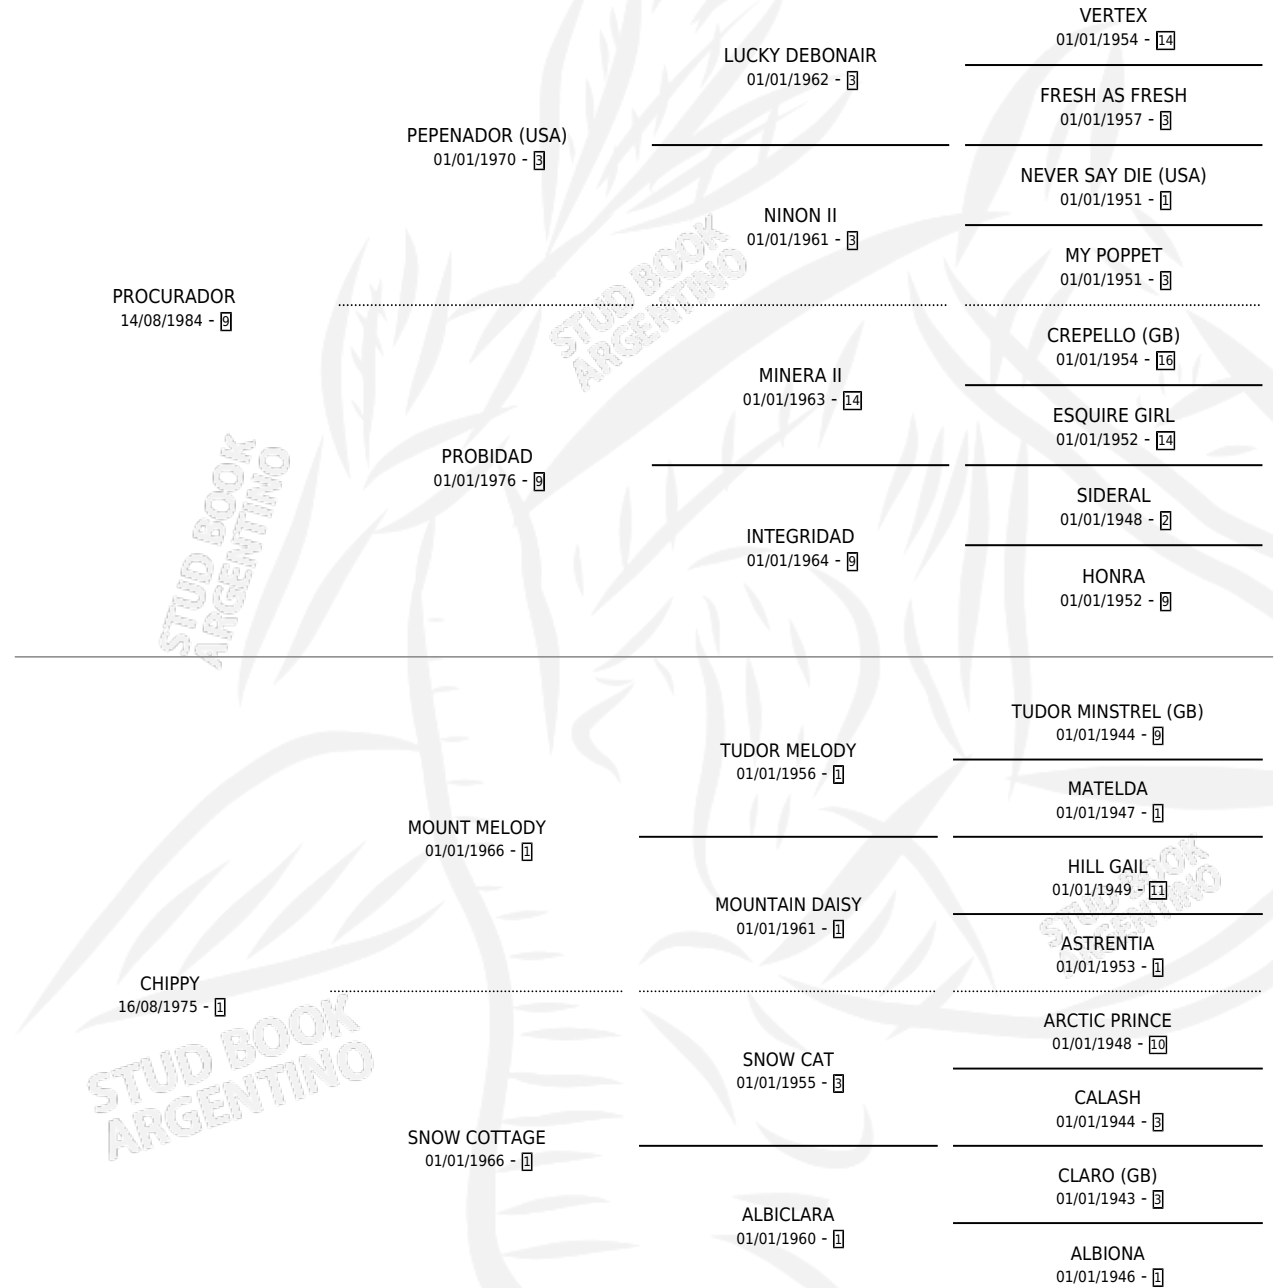 VERTEX
01/01/1954 - 14
LUCKY DEBONAIR
01/01/1962 - 3
FRESH AS FRESH
01/01/1957 - 3
PEPENADOR (USA)
01/01/1970 - 3
NEVER SAY DIE (USA)
01/01/1951 - 1
NINON II
01/01/1961 - 3
MY POPPET
01/01/1951 - 3
PROCURADOR
14/08/1984 - 9
CREPELLO (GB)
01/01/1954 - 16
MINERA II
01/01/1963 - 14
ESQUIRE GIRL
01/01/1952 - 14
PROBIDAD
01/01/1976 - 9
SIDERAL
01/01/1948 - 2
INTEGRIDAD
01/01/1964 - 9
HONRA
01/01/1952 - 9
TUDOR MINSTREL (GB)
01/01/1944 - 9
TUDOR MELODY
01/01/1956 - 1
MATELDA
01/01/1947 - 1
MOUNT MELODY
01/01/1966 - 1
HILL GAIL
01/01/1949 - 11
MOUNTAIN DAISY
01/01/1961 - 1
ASTRENTIA
01/01/1953 - 1
CHIPPY
16/08/1975 - 1
ARCTIC PRINCE
01/01/1948 - 10
SNOW CAT
01/01/1955 - 3
CALASH
01/01/1944 - 3
SNOW COTTAGE
01/01/1966 - 1
CLARO (GB)
01/01/1943 - 3
ALBICLARA
01/01/1960 - 1
ALBIONA
01/01/1946 - 1
STUD BOOK
ARGENTINO
STUD BOOK
ARGENTINO
STUD BOOK
ARGENTINO
STUD BOOK
ARGENTINO